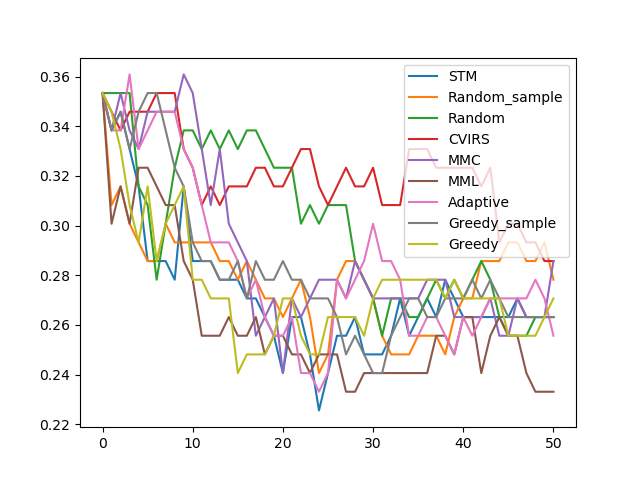 0.36
0.34
0.32
0.30
0.28
0.26
0.24
0.22
0
10
20
30
40
50
STM
Random_sample
Random
CVIRS
MMC
MML
Adaptive
Greedy_sample
Greedy